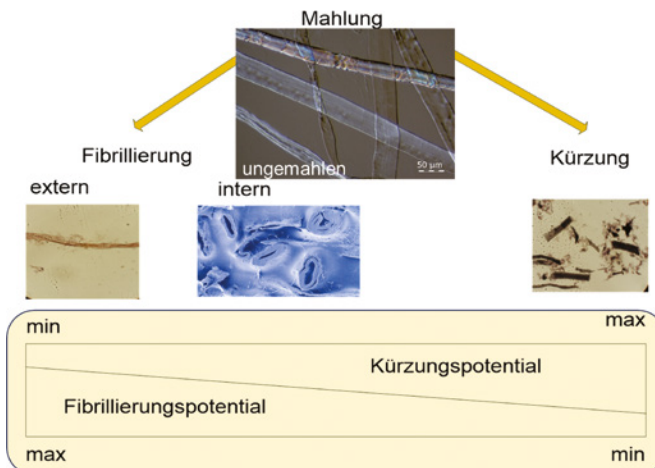 Mahlung
ungemahlen
50 µm
Fibrillierung
Kürzung
extern
intern
min
max
Kürzungspotential
Fibrillierungspotential
max
min